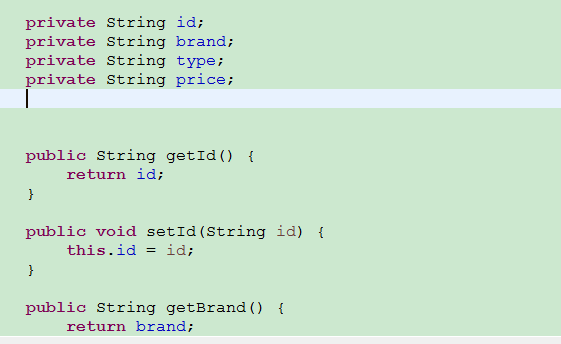 private String id;
private String brand;
private String type;
private String price;
public String getId() {
return id;
}
public void setId(String id) {
this.id = id;
}
public String getBrand() {
return brand;